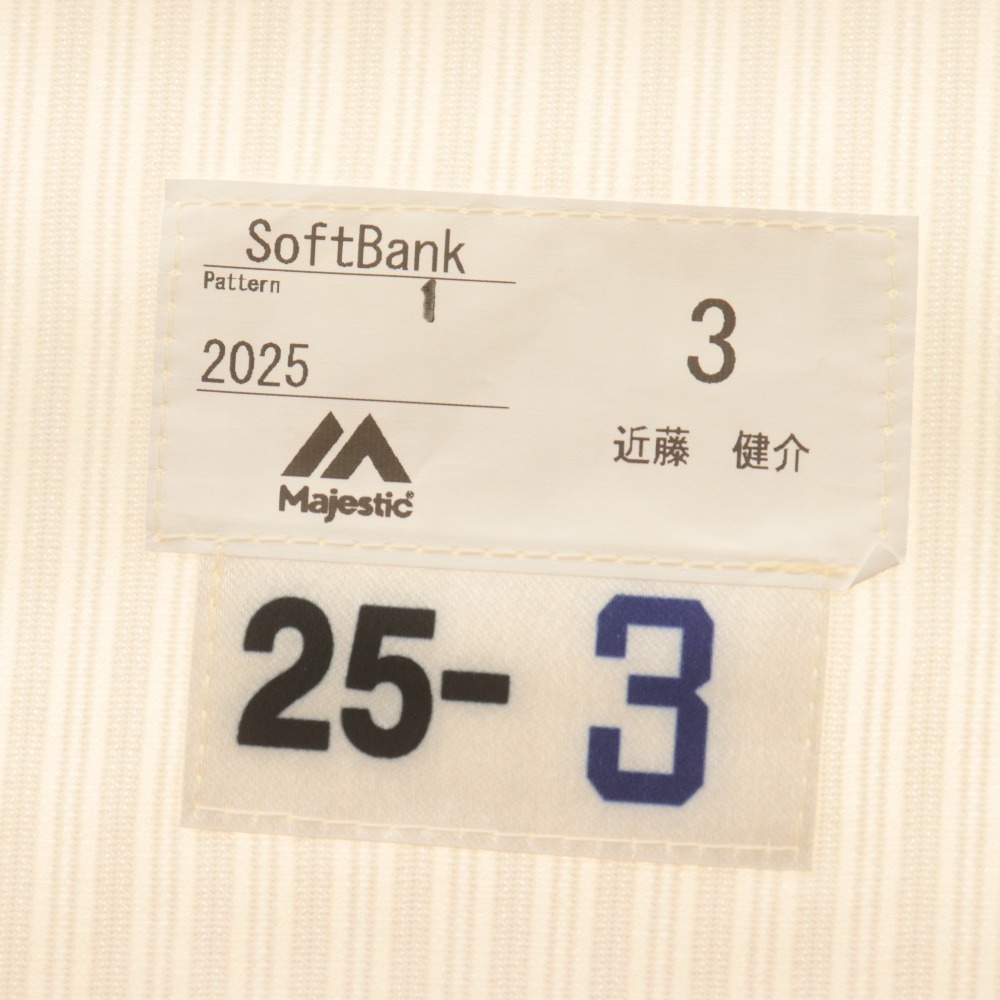 SoftBank
Pattern
1
2025
Majestic®
3
近藤 健介
25-3